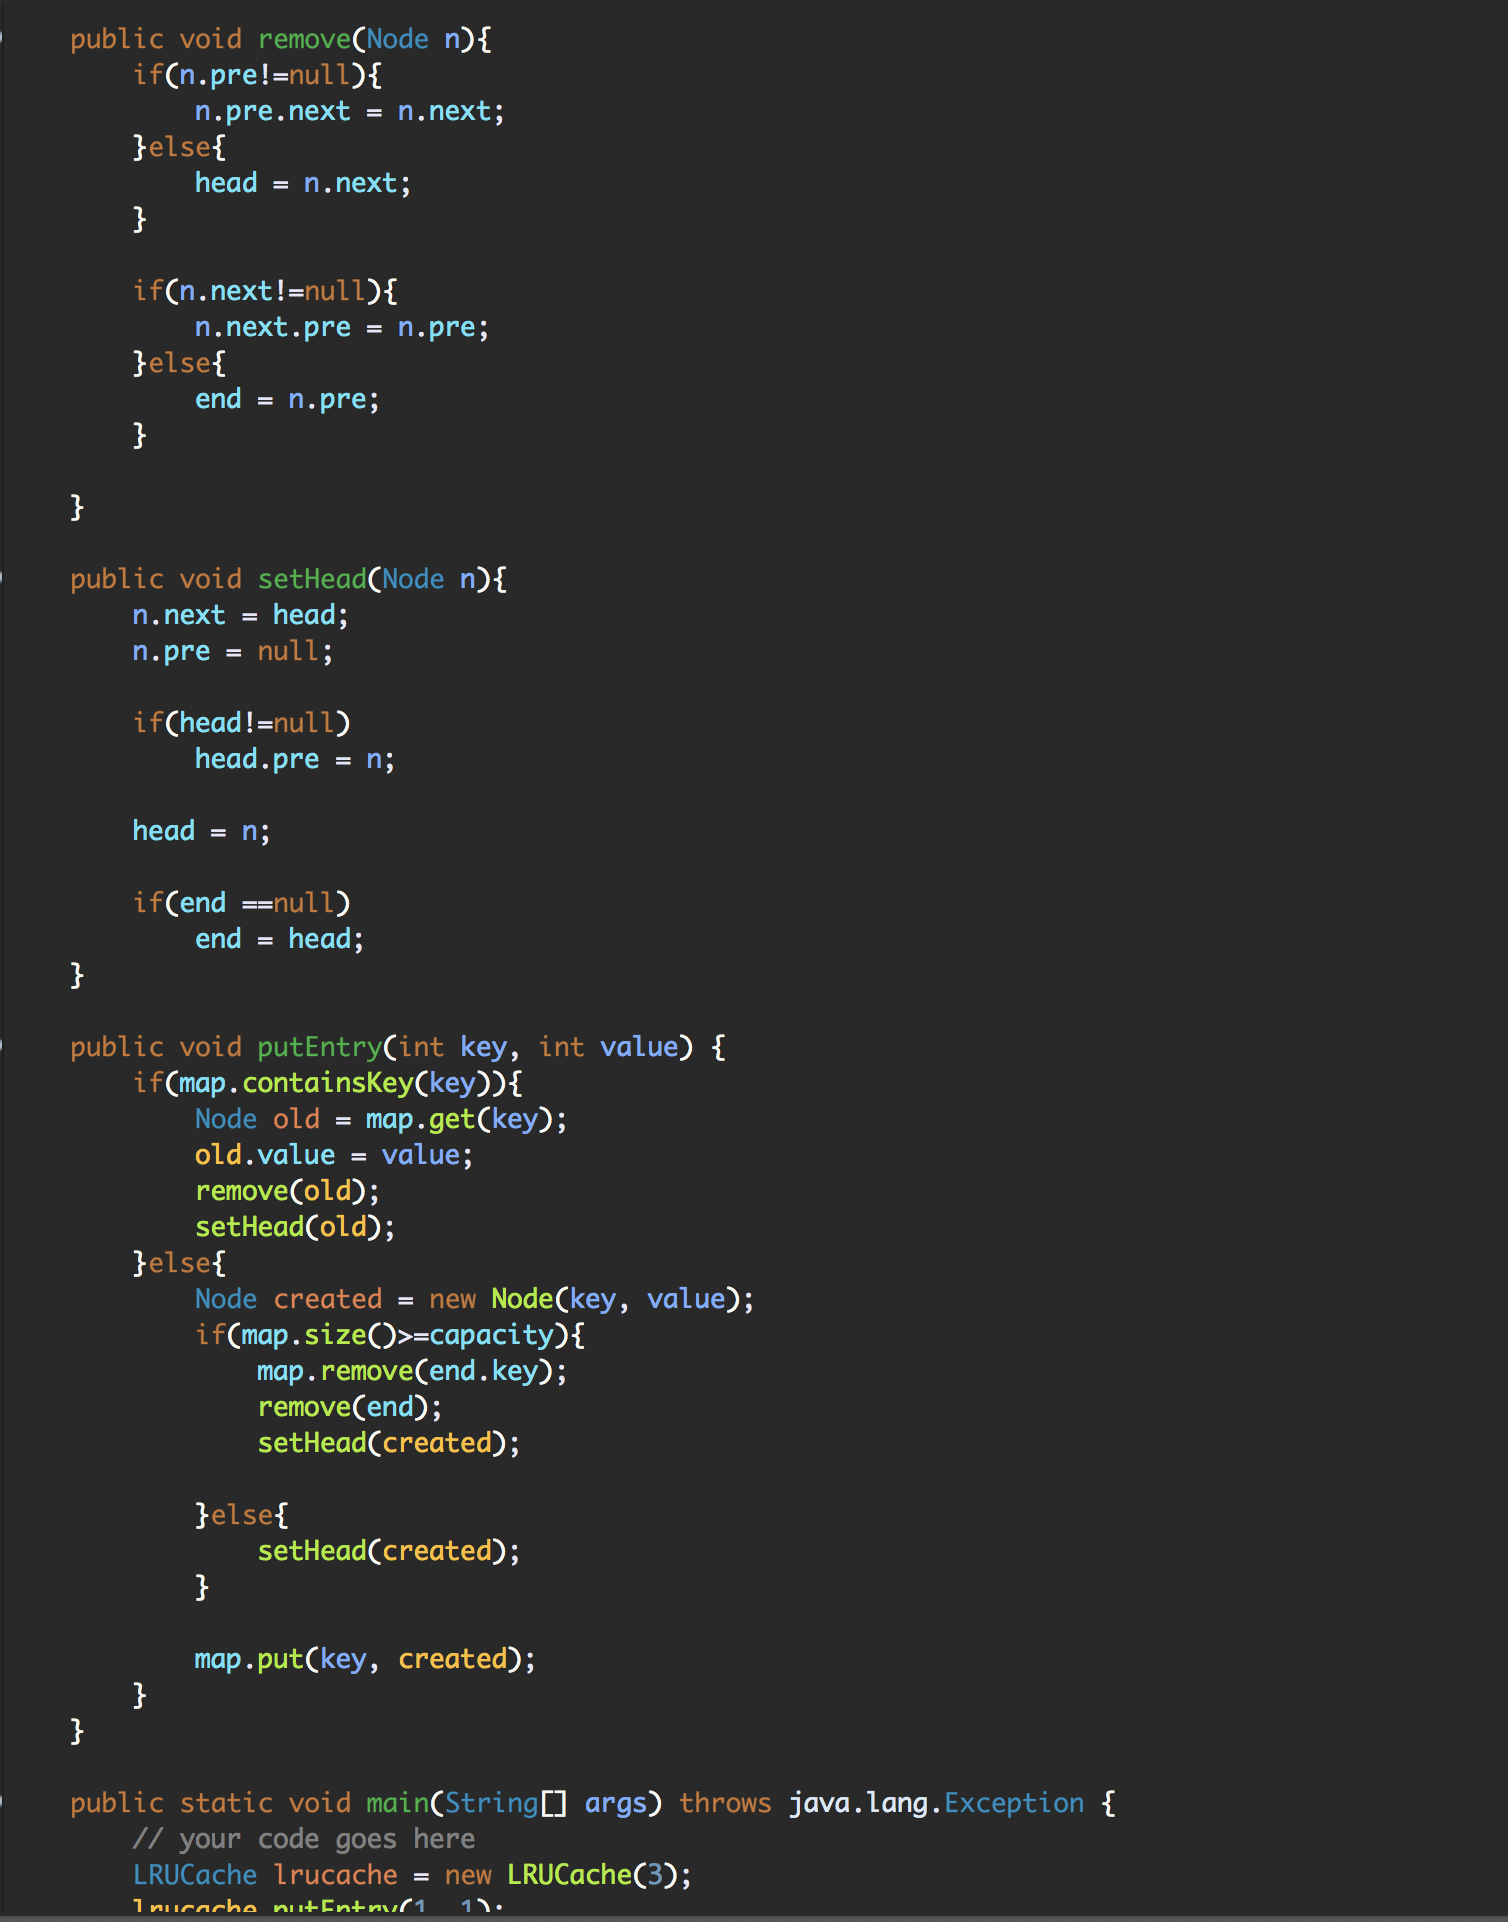 public void remove(Node n){
if(n.pre!=null){
n.pre.next = n.next;
}else{
head = n.next;
}
if(n.next!=null){
n.next.pre = n.pre;
}else{
end = n.pre;
}
}
public void setHead(Node n){
n.next = head;
n.pre = null;
if(head!=null)
head.pre = n;
head = n;
if(end ==null)
end = head;
}
public void putEntry(int key, int value) {
if(map.containsKey(key)){
Node old = map.get(key);
old.value = value;
remove(old);
setHead(old);
}else{
Node created = new Node(key, value);
if(map.size()>=capacity){
map.remove(end.key);
remove(end);
setHead(created);
}else{
setHead(created);
}
map.put(key, created);
}
}
public static void main(String[] args) throws java.lang.Exception {
// your code goes here
LRUCache lrucache = new LRUCache(3);
lrucache.putEntry(1, 1);